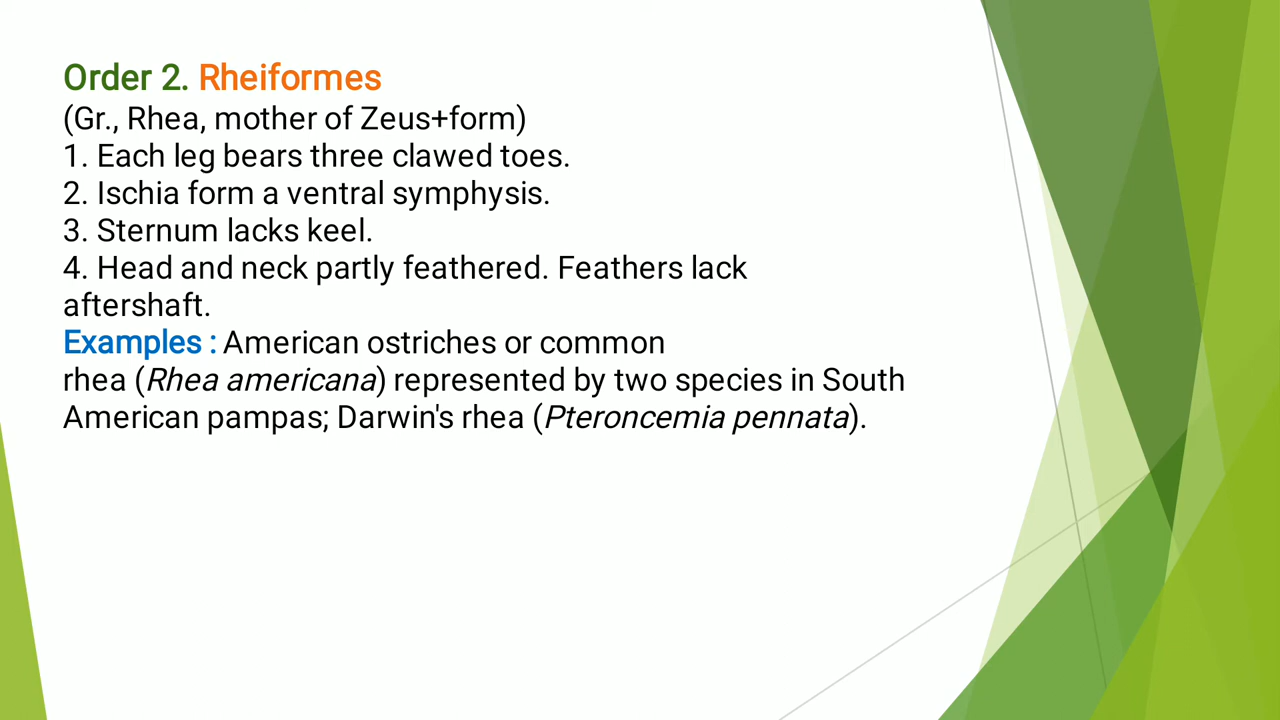 Order 2. Rheiformes
(Gr., Rhea, mother of Zeus+form)
1. Each leg bears three clawed toes.
2. Ischia form a ventral symphysis.
3. Sternum lacks keel.
4. Head and neck partly feathered. Feathers lack
aftershaft.
Examples : American ostriches or common
rhea (Rhea americana) represented by two species in South
American pampas; Darwin's rhea (Pteroncemia pennata).